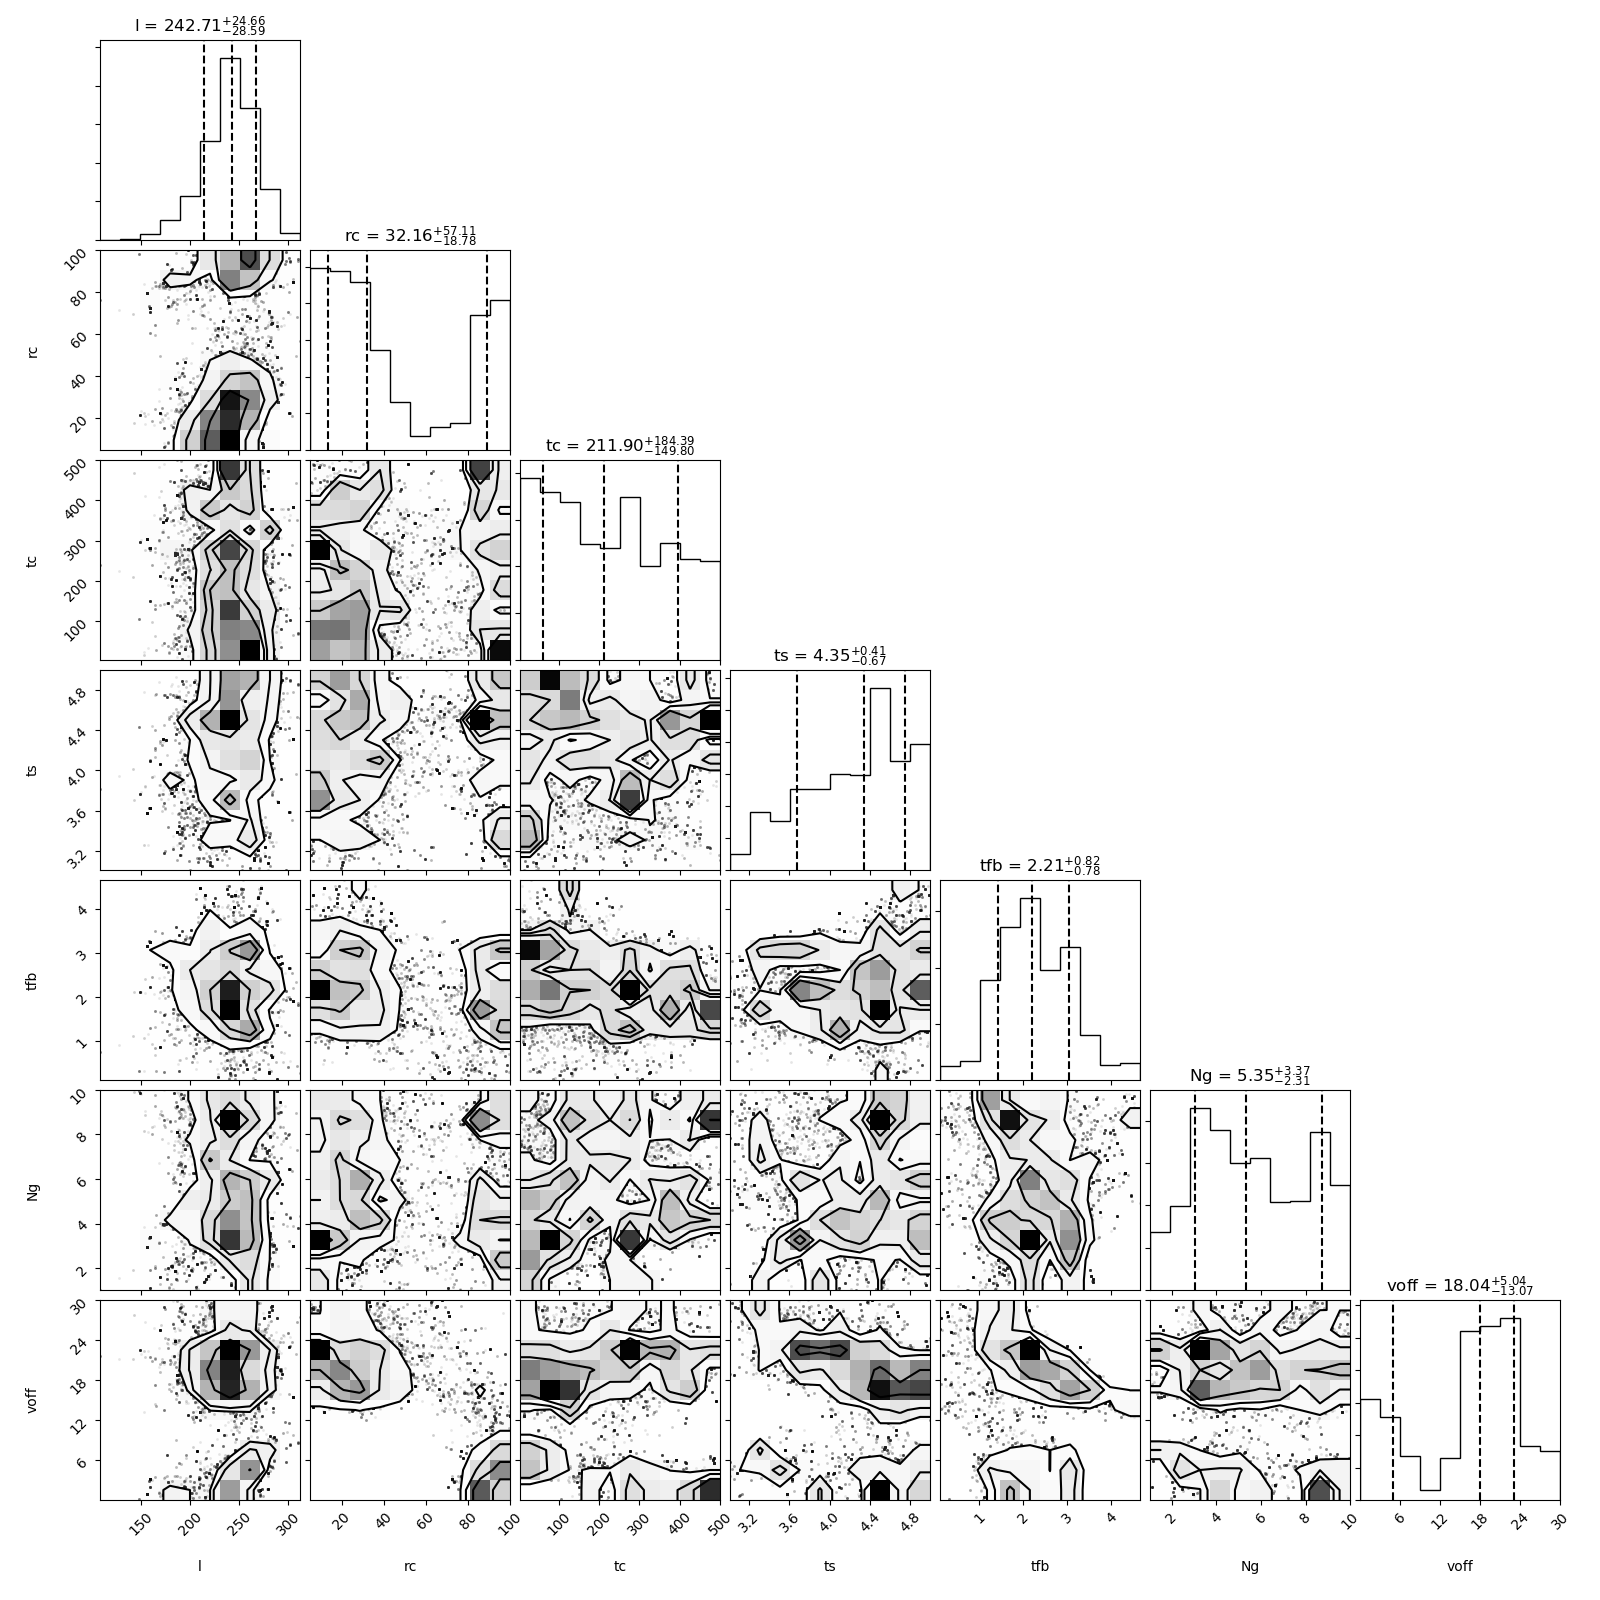 l = 242.71+24.66−28.59
rc = 32.16+57.11−18.78
100
80
60
40
20
rc
tc = 211.90+184.39−149.80
500
400
300
200
100
tc
ts = 4.35+0.41−0.67
4.8
4.4
4.0
3.6
3.2
ts
tfb = 2.21+0.82−0.78
4
3
2
1
tfb
Ng = 5.35+3.37−2.31
10
8
6
4
2
Ng
voff = 18.04+5.04−13.07
30
24
18
12
6
voff
150 200 250 300 20 40 60 80 100 100 200 300 400 500 3.2 3.6 4.0 4.4 4.8 1 2 3 4 2 4 6 8 10 6 12 18 24 30
l rc tc ts tfb Ng voff